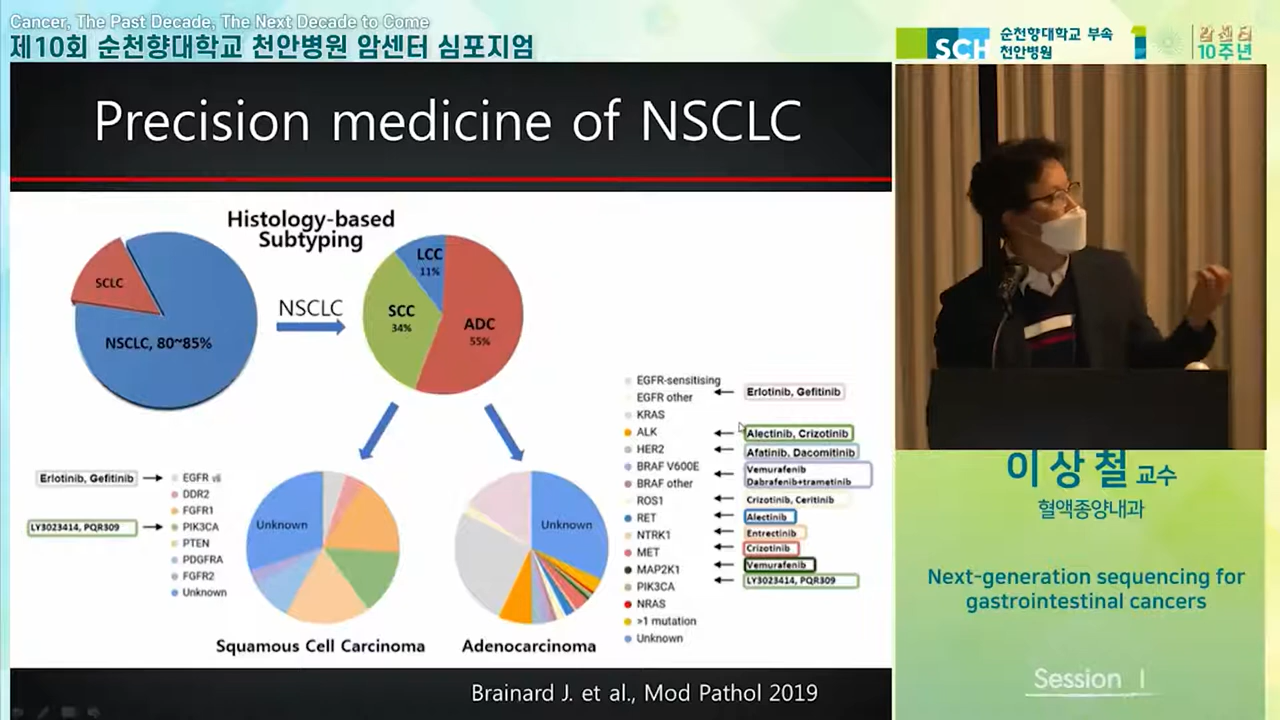 Cancer, The Past Decade, The Next Decade to Come
제10회 순천향대학교 천안병원 암센터 심포지엄
SCH
순천향대학교 부속
천안병원
암센터
10주년
Precision medicine of NSCLC
Histology-based
Subtyping
SCLC
NSCLC, 80~85%
NSCLC
LCC
11%
SCC
34%
ADC
55%
Erlotinib, Gefitinib
LY3023414, PQR309
EGFR vIII
DDR2
FGFR1
PIK3CA
PTEN
PDGFRA
FGFR2
Unknown
Unknown
Squamous Cell Carcinoma
Unknown
Adenocarcinoma
EGFR-sensitising
EGFR other
KRAS
ALK
HER2
BRAF V600E
BRAF other
ROS1
RET
NTRK1
MET
MAP2K1
PIK3CA
NRAS
>1 mutation
Unknown
Erlotinib, Gefitinib
Alectinib, Crizotinib
Afatinib, Dacomitinib
Vemurafenib
Dabrafenib+trametinib
Crizotinib, Ceritinib
Alectinib
Entrectinib
Crizotinib
Vemurafenib
LY3023414, PQR309
Brainard J. et al., Mod Pathol 2019
이상철 교수
혈액종양내과
Next-generation sequencing for
gastrointestinal cancers
Session I